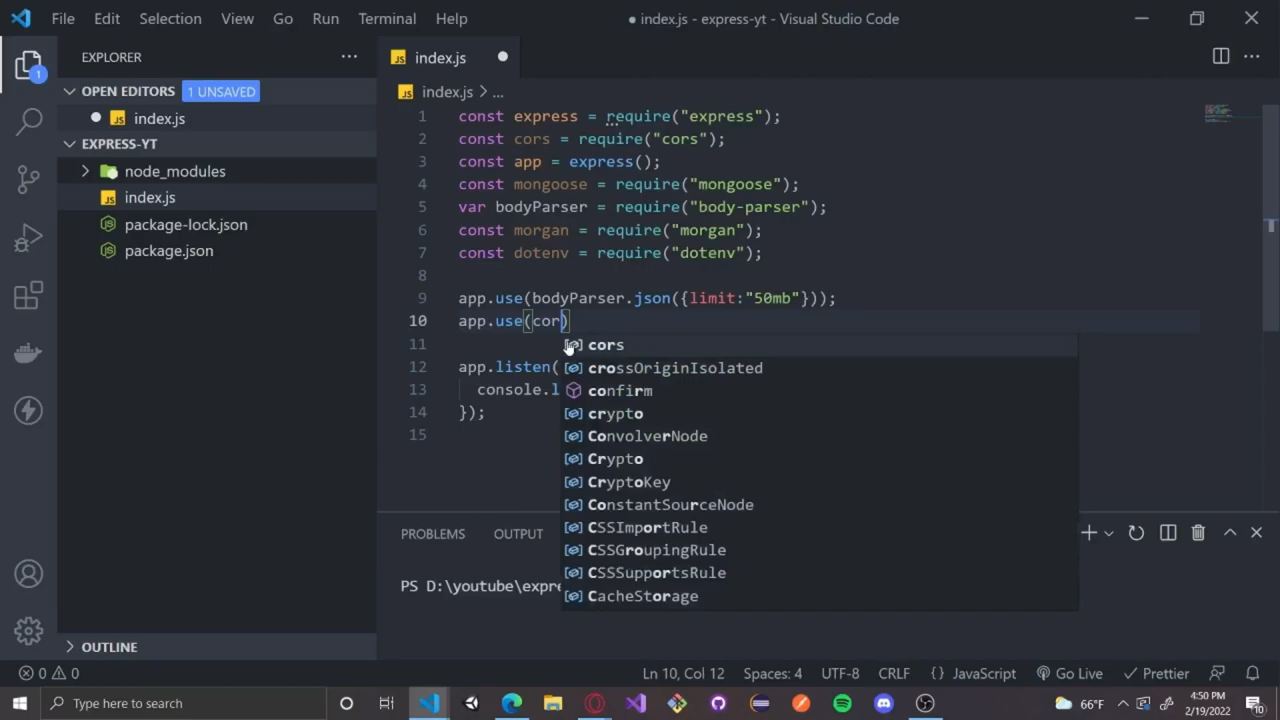 File Edit Selection View Go Run Terminal Help
● index.js - express-yt - Visual Studio Code
EXPLORER
OPEN EDITORS 1 UNSAVED
index.js
EXPRESS-YT
node_modules
index.js
package-lock.json
package.json
OUTLINE
JS index.js
JS index.js > ...
1 const express = require("express");
2 const cors = require("cors");
3 const app = express();
4 const mongoose = require("mongoose");
5 var bodyParser = require("body-parser");
6 const morgan = require("morgan");
7 const dotenv = require("dotenv");
8
9 app.use(bodyParser.json({limit:"50mb"}));
10 app.use(cor)
11
12 app.listen(
13 console.l
14 });
15
cors
crossOriginIsolated
confirm
crypto
ConvolverNode
Crypto
CryptoKey
ConstantSourceNode
CSSImportRule
CSSGroupingRule
CSSSupportsRule
CacheStorage
PROBLEMS OUTPUT
PS D:\youtube\expre
0 0 Ln 10, Col 12 Spaces: 4 UTF-8 CRLF {} JavaScript Go Live Prettier
Type here to search
66°F
4:50 PM
2/19/2022
10